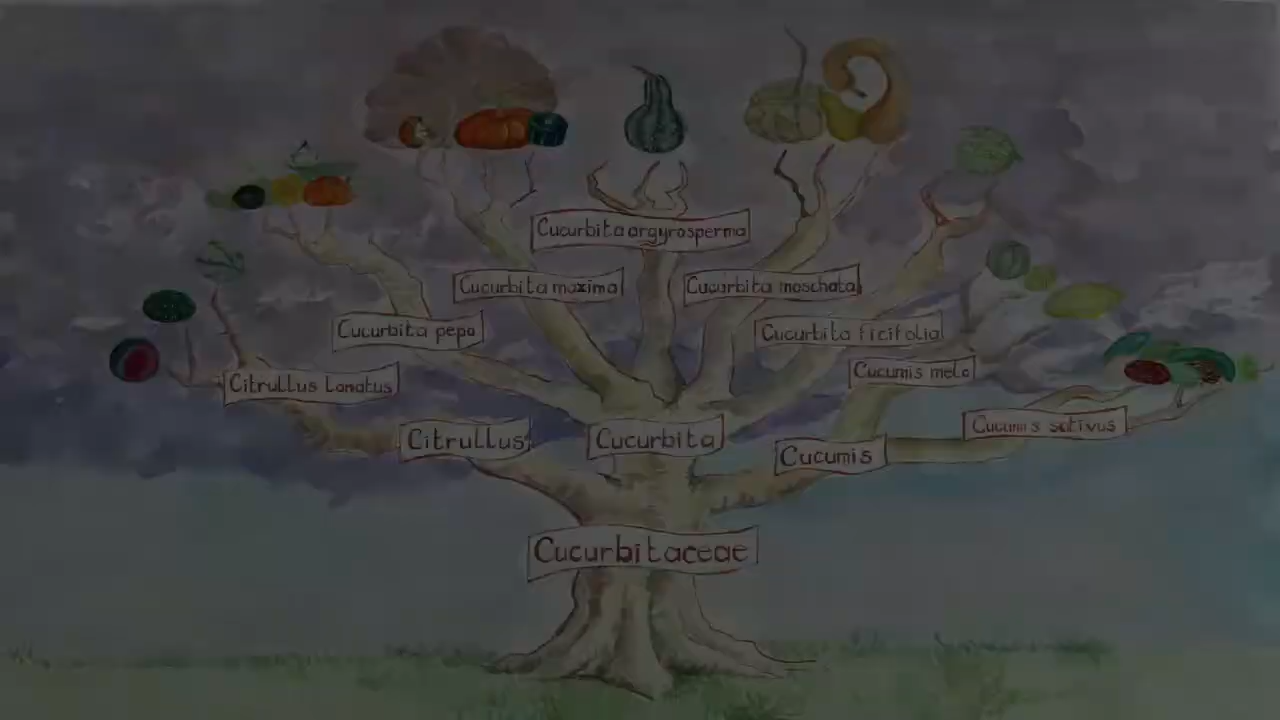 Cucurbita argyrosperma
Cucurbita maxima
Cucurbita moschata
Cucurbita pepo
Cucurbita ficifolia
Cucumis melo
Citrullus lanatus
Cucumis sativus
Citrullus
Cucurbita
Cucumis
Cucurbitaceae